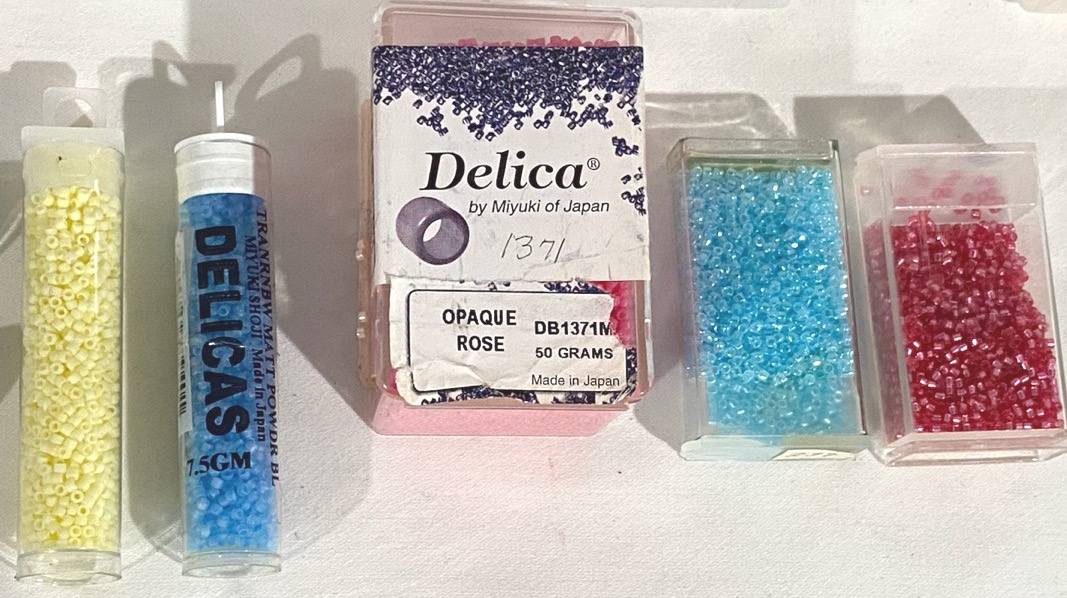 TRANRNBW MATT POWDR BL
MIYUKI SHOJI Made in Japan
DELICAS
7.5GM
Delica®
by Miyuki of Japan
1371
OPAQUE
ROSE
DB1371M
50 GRAMS
Made in Japan